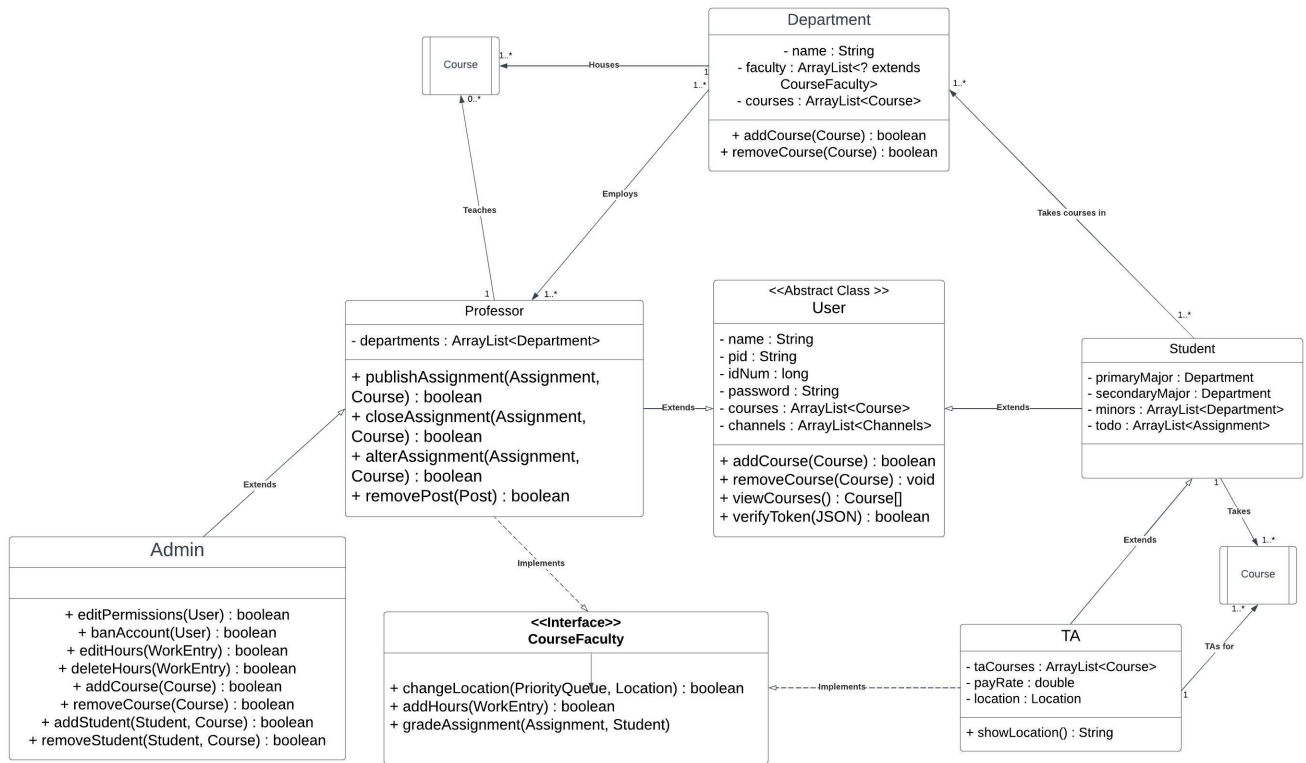 Department
- name : String
- faculty : ArrayList<? extends
CourseFaculty>
- courses : ArrayList<Course>
+ addCourse(Course) : boolean
+ removeCourse(Course) : boolean
Course
1..*
Houses
1
0..*
1..*
1..*
Employs
Teaches
Takes courses in
1
1..*
1..*
Professor
- departments : ArrayList<Department>
+ publishAssignment(Assignment,
Course) : boolean
+ closeAssignment(Assignment,
Course) : boolean
+ alterAssignment(Assignment,
Course) : boolean
+ removePost(Post) : boolean
Extends
<<Abstract Class >>
User
- name : String
- pid : String
- idNum : long
- password : String
- courses : ArrayList<Course>
- channels : ArrayList<Channels>
+ addCourse(Course) : boolean
+ removeCourse(Course) : void
+ viewCourses() : Course[]
+ verifyToken(JSON) : boolean
Extends
Student
- primaryMajor : Department
- secondaryMajor : Department
- minors : ArrayList<Department>
- todo : ArrayList<Assignment>
Extends
1
Takes
Extends
1..*
Course
1..*
TAs for
1
Admin
+ editPermissions(User) : boolean
+ banAccount(User) : boolean
+ editHours(WorkEntry) : boolean
+ deleteHours(WorkEntry) : boolean
+ addCourse(Course) : boolean
+ removeCourse(Course) : boolean
+ addStudent(Student, Course) : boolean
+ removeStudent(Student, Course) : boolean
Implements
<<Interface>>
CourseFaculty
+ changeLocation(PriorityQueue, Location) : boolean
+ addHours(WorkEntry) : boolean
+ gradeAssignment(Assignment, Student)
Implements
TA
- taCourses : ArrayList<Course>
- payRate : double
- location : Location
+ showLocation() : String